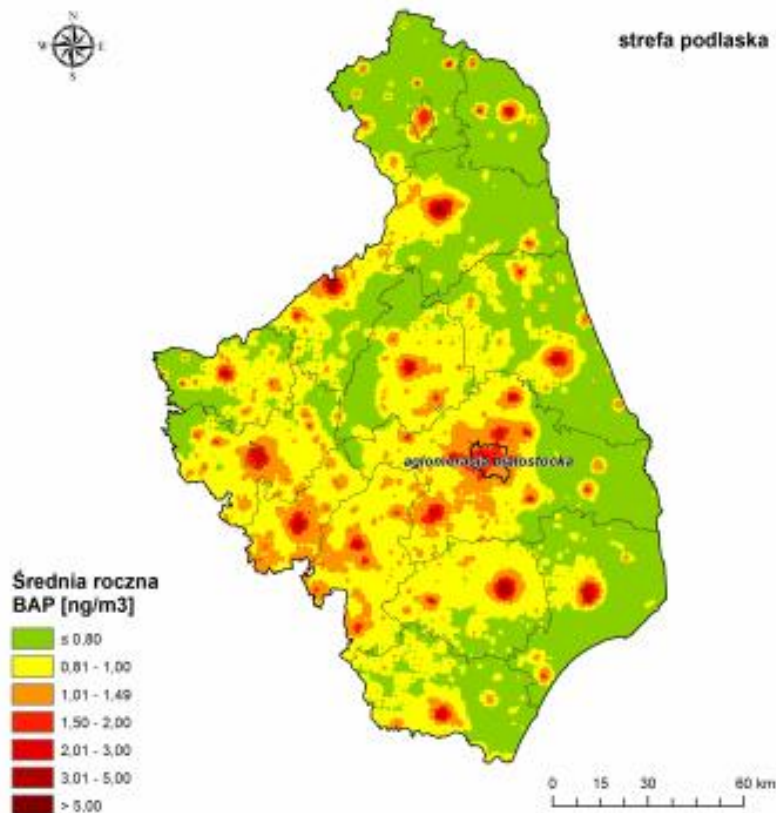 N
W E
S
strefa podlaska
aglomeracja białostocka
Średnia roczna
BAP [ng/m3]
≤ 0,80
0,81 - 1,00
1,01 - 1,49
1,50 - 2,00
2,01 - 3,00
3,01 - 5,00
> 5,00
0 15 30 60 km